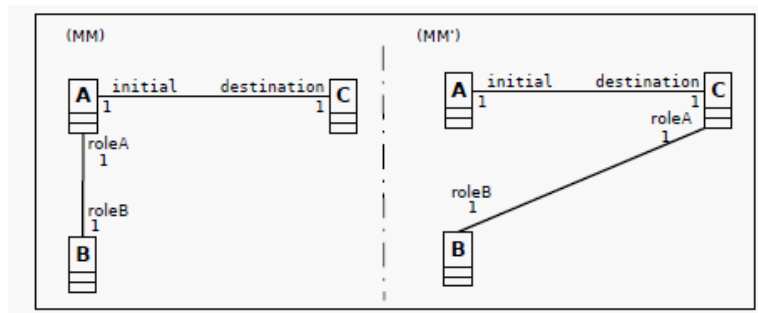 (MM)
(MM')
A initial destination C
1 1
roleA
1
roleB
1
B
A initial destination C
1 1
roleA
1
roleB
1
B